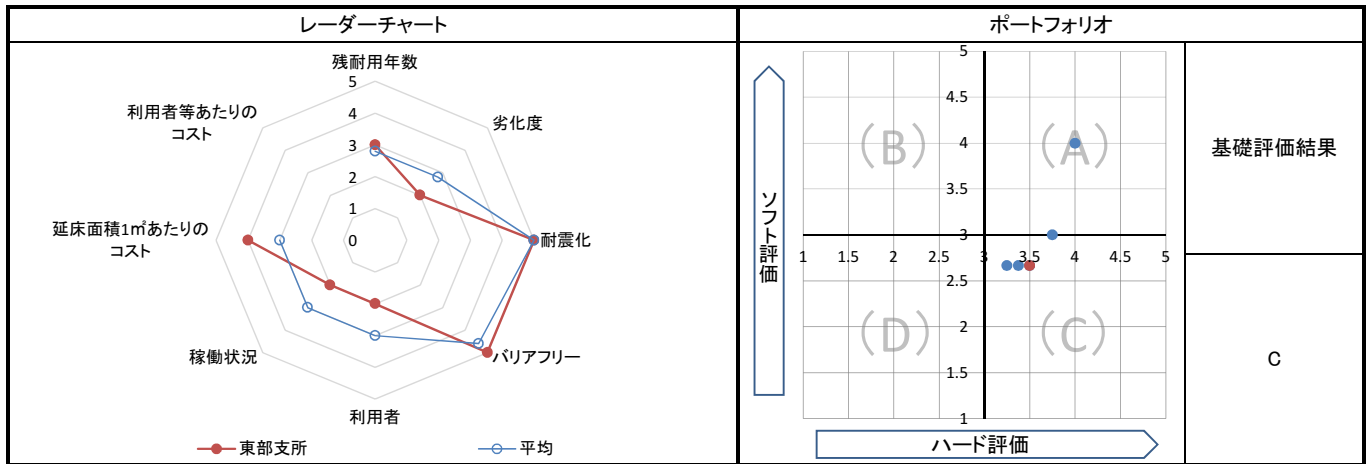 レーダーチャート
残耐用年数
劣化度
耐震化
バリアフリー
利用者
稼働状況
延床面積1㎡あたりの
コスト
利用者等あたりの
コスト
5
4
3
2
1
0
東部支所
平均
ポートフォリオ
ソフト評価
5
4.5
4
3.5
3
2.5
2
1.5
1
1
1.5
2
2.5
3
3.5
4
4.5
5
(B)
(A)
(D)
(C)
ハード評価
基礎評価結果
C